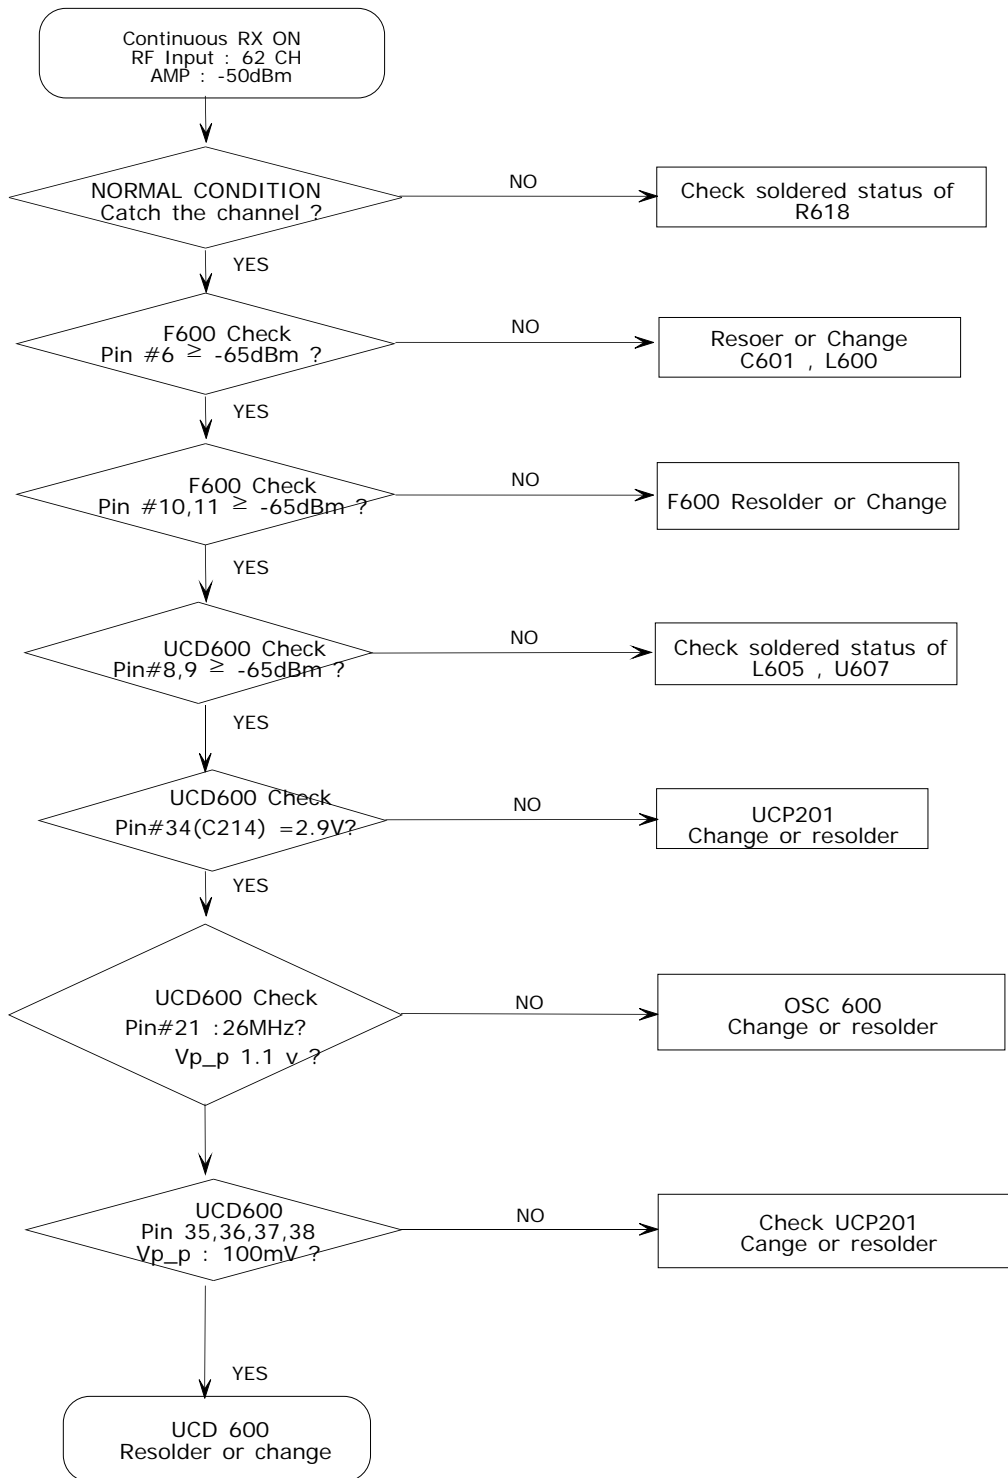 Continuous RX ON
RF Input : 62 CH
AMP : -50dBm
NORMAL CONDITION
Catch the channel ?
NO
Check soldered status of
R618
YES
F600 Check
Pin #6 ≥ -65dBm ?
NO
Resoer or Change
C601 , L600
YES
F600 Check
Pin #10,11 ≥ -65dBm ?
NO
F600 Resolder or Change
YES
UCD600 Check
Pin#8,9 ≥ -65dBm ?
NO
Check soldered status of
L605 , U607
YES
UCD600 Check
Pin#34(C214) =2.9V?
NO
UCP201
Change or resolder
YES
UCD600 Check
Pin#21 :26MHz?
Vp_p 1.1 v ?
NO
OSC 600
Change or resolder
UCD600
Pin 35,36,37,38
Vp_p : 100mV ?
NO
Check UCP201
Cange or resolder
YES
UCD 600
Resolder or change